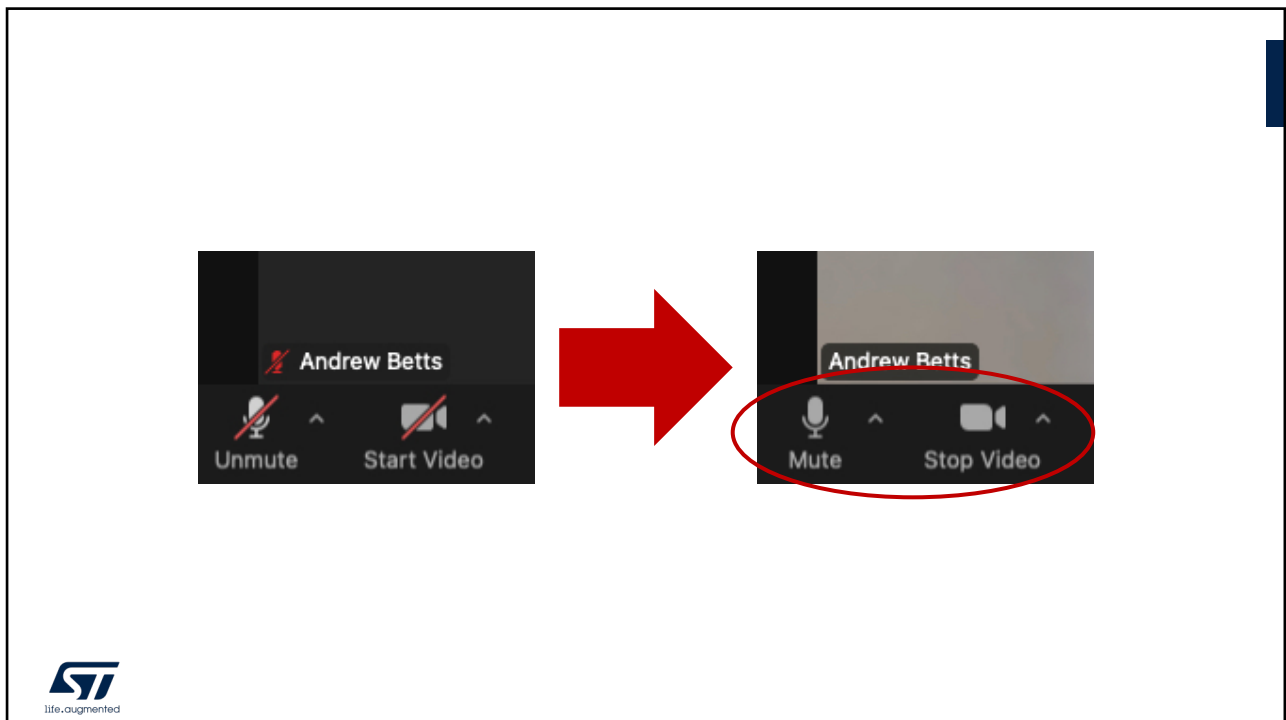 Andrew Betts
Unmute Start Video
Andrew Betts
Mute Stop Video
ST
life.augmented